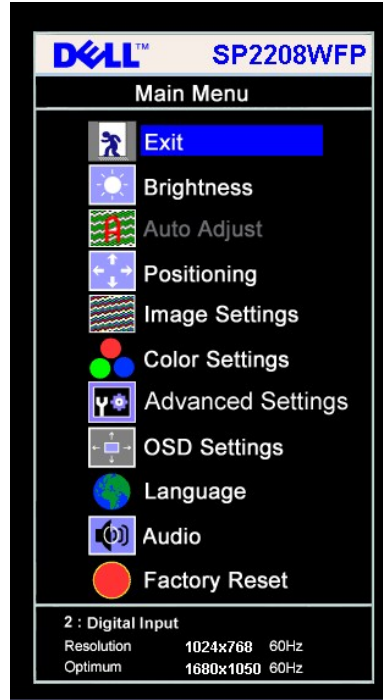 DELL™ SP2208WFP
Main Menu
Exit
Brightness
Auto Adjust
Positioning
Image Settings
Color Settings
Advanced Settings
OSD Settings
Language
Audio
Factory Reset
2 : Digital Input
Resolution 1024x768 60Hz
Optimum 1680x1050 60Hz